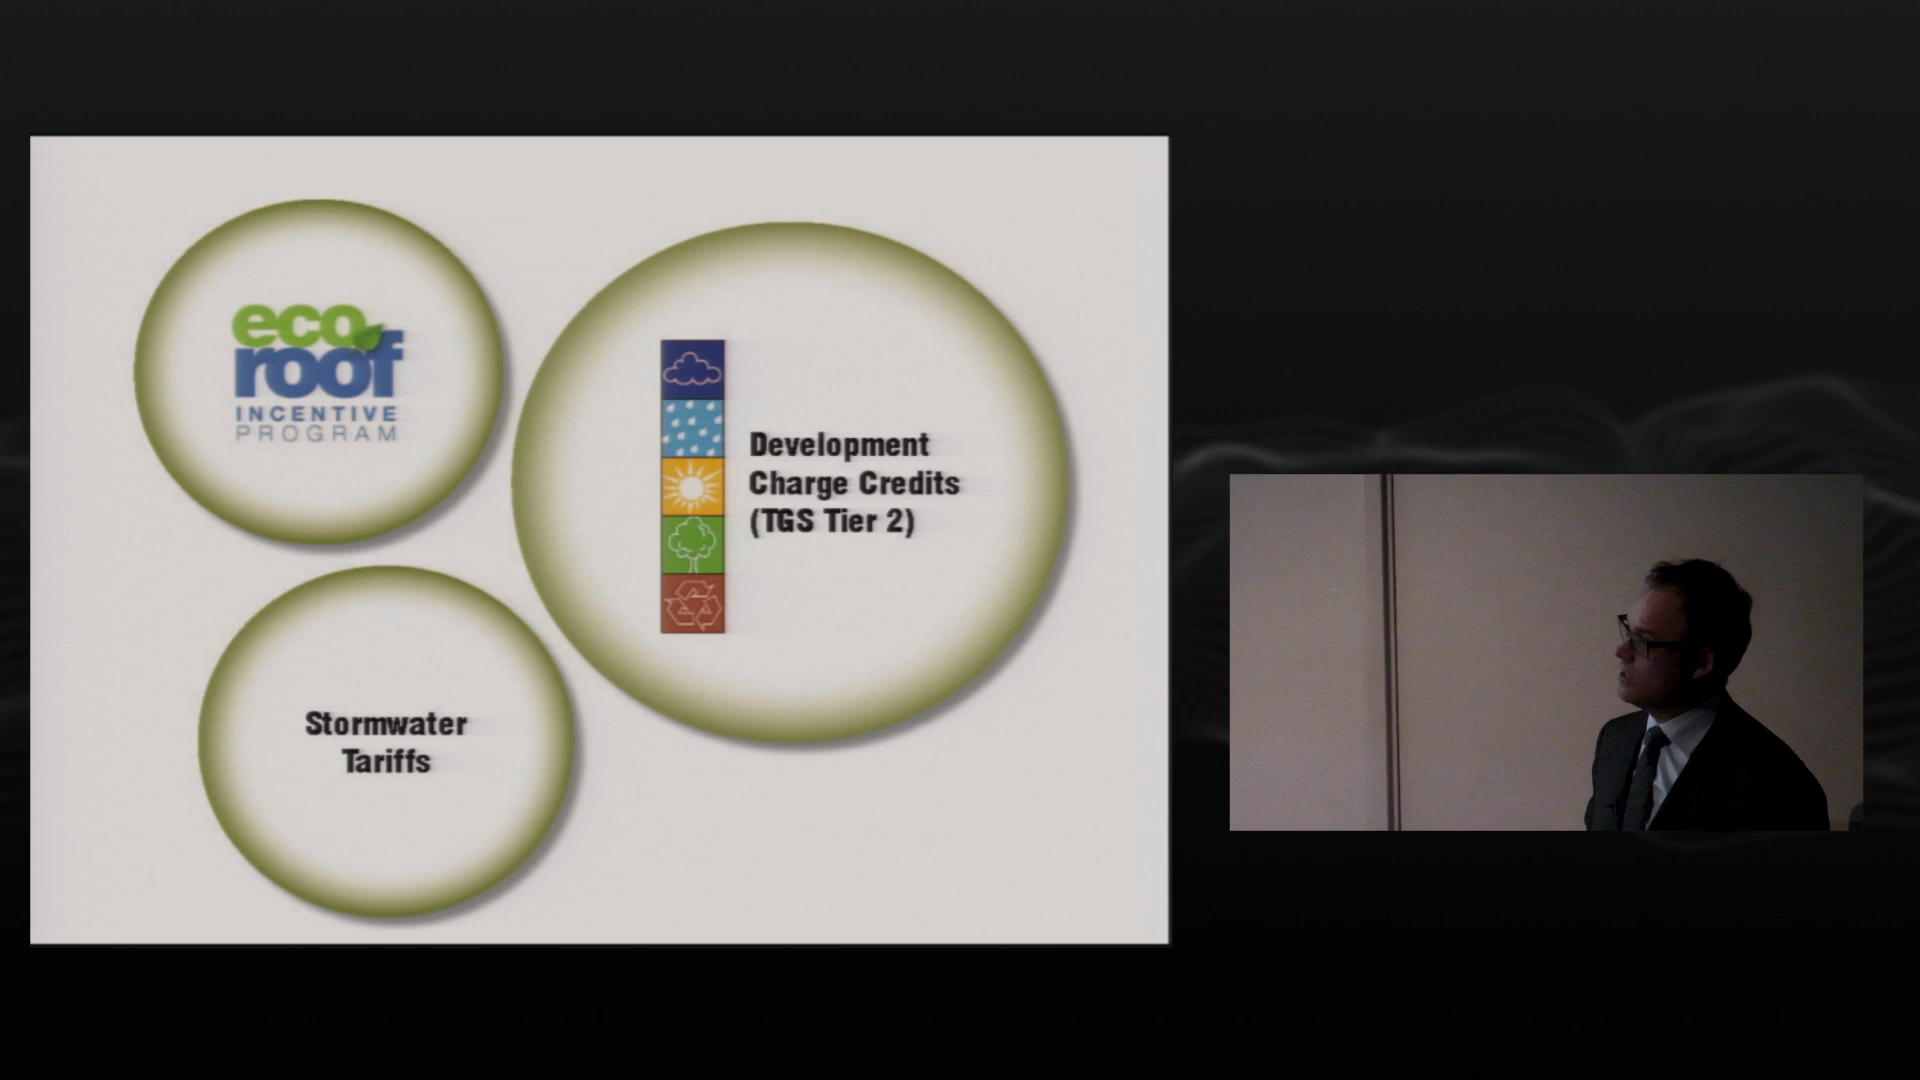 eco
roof
INCENTIVE
PROGRAM
Development
Charge Credits
(TGS Tier 2)
Stormwater
Tariffs